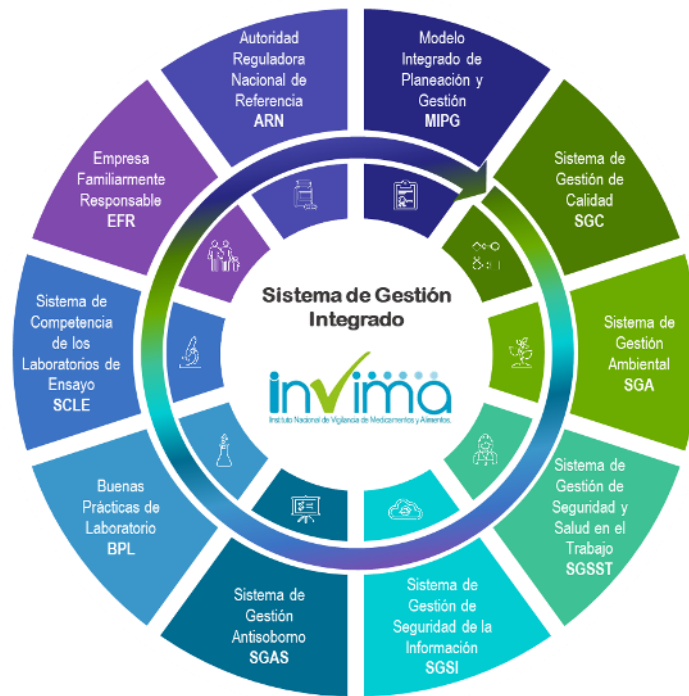 Autoridad
Reguladora
Nacional de
Referencia
ARN
Modelo
Integrado de
Planeación y
Gestión
MIPG
Sistema de
Gestión de
Calidad
SGC
Sistema de
Gestión
Ambiental
SGA
Sistema de
Gestión de
Seguridad y
Salud en el
Trabajo
SGSST
Sistema de
Gestión de
Seguridad de la
Información
SGSI
Sistema de
Gestión
Antisoborno
SGAS
Buenas
Prácticas de
Laboratorio
BPL
Sistema de
Competencia
de los
Laboratorios de
Ensayo
SCLE
Empresa
Familiarmente
Responsable
EFR
Sistema de Gestión
Integrado
invima
Instituto Nacional de Vigilancia de Medicamentos y Alimentos.